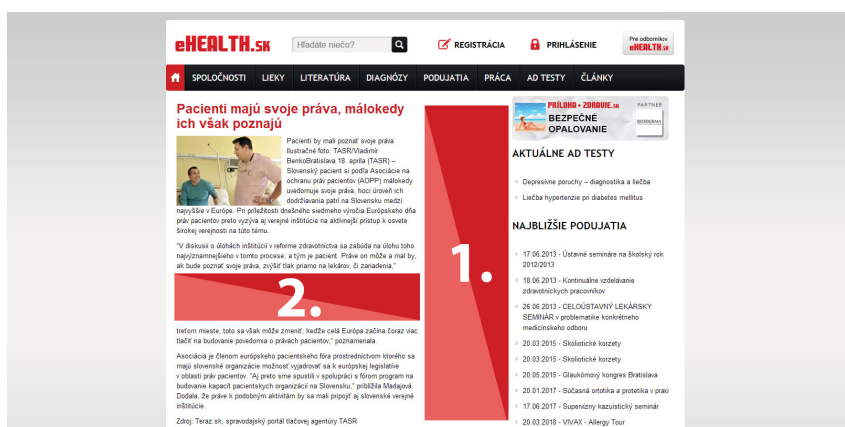 eHEALTH.SK
Hľadáte niečo?
REGISTRÁCIA
PRIHLÁSENIE
Pre odborníkov
eHEALTH.SK
SPOLOČNOSTI LIEKY LITERATÚRA DIAGNÓZY PODUJATIA PRÁCA AD TESTY ČLÁNKY
Pacienti majú svoje práva, málokedy
ich však poznajú
Pacienti by mali poznať svoje práva
Ilustračné foto: TASR/Vladimír
BenkoBratislava 18. apríla (TASR) –
Slovenský pacient si podľa Asociácie na
ochranu práv pacientov (AOPP) málokedy
uvedomuje svoje práva, hoci úroveň ich
dodržiavania patrí na Slovensku medzi
najvyššie v Európe. Pri príležitosti dnešného siedmeho výročia Európskeho dňa
práv pacientov preto vyzýva aj verejné inštitúcie na aktívnejší prístup k osvete
širokej verejnosti na túto tému.
"V diskusii o úlohách inštitúcií v reforme zdravotníctva sa zabúda na úlohu toho
najvýznamnejšieho v tomto procese, a tým je pacient. Práve on môže a mal by,
ak bude poznať svoje práva, zvýšiť tlak priamo na lekárov, či zariadenia,"
2.
treťom mieste, toto sa však môže zmeniť, keďže celá Európa začína čoraz viac
tlačiť na budovanie povedomia o právach pacientov," poznamenala.
Asociácia je členom európskeho pacientskeho fóra prostredníctvom ktorého sa
majú slovenské organizácie možnosť vyjadrovať sa k európskej legislatíve
v oblasti práv pacientov. "Aj preto sme spustili v spolupráci s fórom program na
budovanie kapacít pacientskych organizácií na Slovensku," priblížila Madajová.
Dodala, že práve k podobným aktivitám by sa mali pripojiť aj slovenské verejné
inštitúcie.
Zdroj: Teraz.sk, spravodajský portál tlačovej agentúry TASR
1.
PRÍLOHA • ZDRAVIE.SK
BEZPEČNÉ
OPALOVANIE
PARTNER
BIODERMA
AKTUÁLNE AD TESTY
Depresívne poruchy – diagnostika a liečba
Liečba hypertenzie pri diabetes mellitus
NAJBLIŽŠIE PODUJATIA
17.06.2013 - Ústavné semináre na školský rok
2012/2013
18.06.2013 - Kontinuálne vzdelávanie
zdravotníckych pracovníkov
26.06.2013 - CELOÚSTAVNÝ LEKÁRSKY
SEMINÁR v problematike konkrétneho
medicínskeho odboru
20.03.2015 - Skoliotické korzety
20.03.2015 - Skoliotické korzety
20.05.2015 - Glaukómový kongres Bratislava
20.01.2017 - Súčasná ortotika a protetika v praxi
17.06.2017 - Supervízny kazuistický seminár
20.03.2018 - VIVAX - Allergy Tour